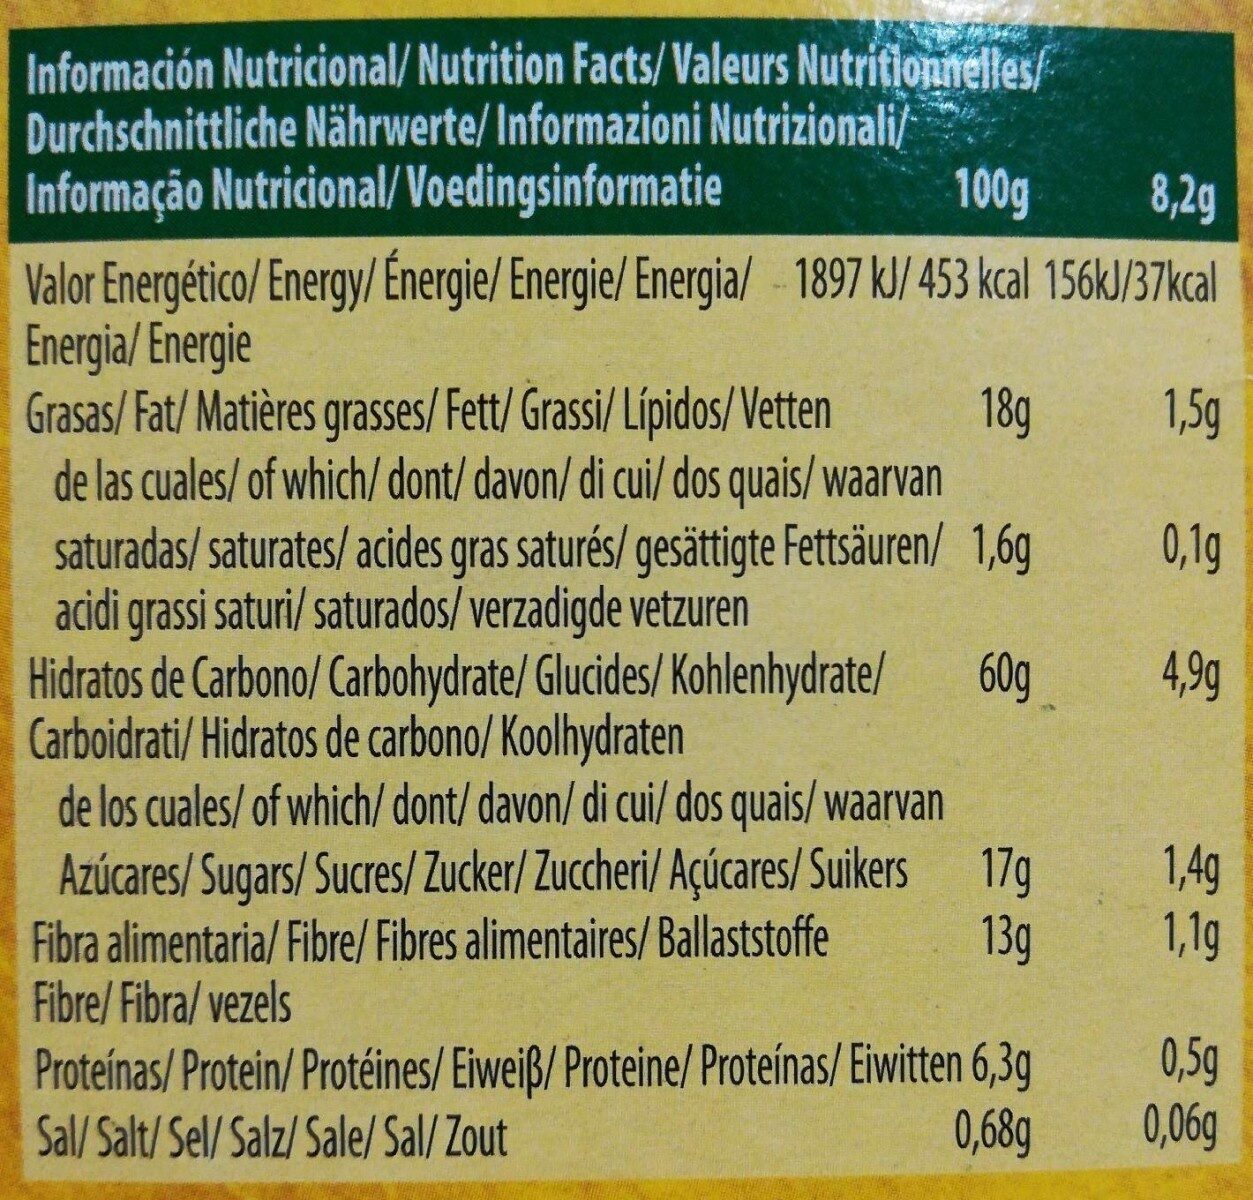 Información Nutricional/ Nutrition Facts/ Valeurs Nutritionnelles/
Durchschnittliche Nährwerte/ Informazioni Nutrizionali/
Informação Nutricional/ Voedingsinformatie 100g 8,2g
Valor Energético/ Energy/ Énergie/ Energie/ Energia/ 1897 kJ/ 453 kcal 156kJ/37kcal
Energia/ Energie
Grasas/ Fat/ Matières grasses/ Fett/ Grassi/ Lípidos/ Vetten 18g 1,5g
de las cuales/ of which/ dont/ davon/ di cui/ dos quais/ waarvan
saturadas/ saturates/ acides gras saturés/ gesättigte Fettsäuren/ 1,6g 0,1g
acidi grassi saturi/ saturados/ verzadigde vetzuren
Hidratos de Carbono/ Carbohydrate/ Glucides/ Kohlenhydrate/ 60g 4,9g
Carboidrati/ Hidratos de carbono/ Koolhydraten
de los cuales/ of which/ dont/ davon/ di cui/ dos quais/ waarvan
Azúcares/ Sugars/ Sucres/ Zucker/ Zuccheri/ Açúcares/ Suikers 17g 1,4g
Fibra alimentaria/ Fibre/ Fibres alimentaires/ Ballaststoffe 13g 1,1g
Fibre/ Fibra/ vezels
Proteínas/ Protein/ Protéines/ Eiweiβ/ Proteine/ Proteínas/ Eiwitten 6,3g 0,5g
Sal/ Salt/ Sel/ Salz/ Sale/ Sal/ Zout 0,68g 0,06g